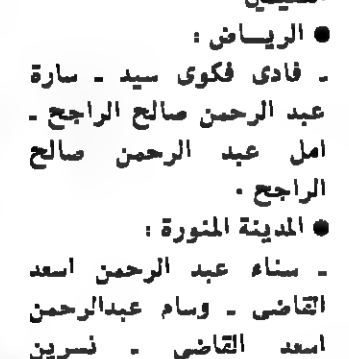 ● الريــاض :
ـ فادى فكوى سيد ـ سارة
عبد الرحمن صالح الراجح ـ
امل عبد الرحمن صالح
الراجح ٠
● المدينة المنورة :
ـ سناء عبد الرحمن اسعد
القاضى ـ وسام عبدالرحمن
اسعد القاضى ـ نسرين